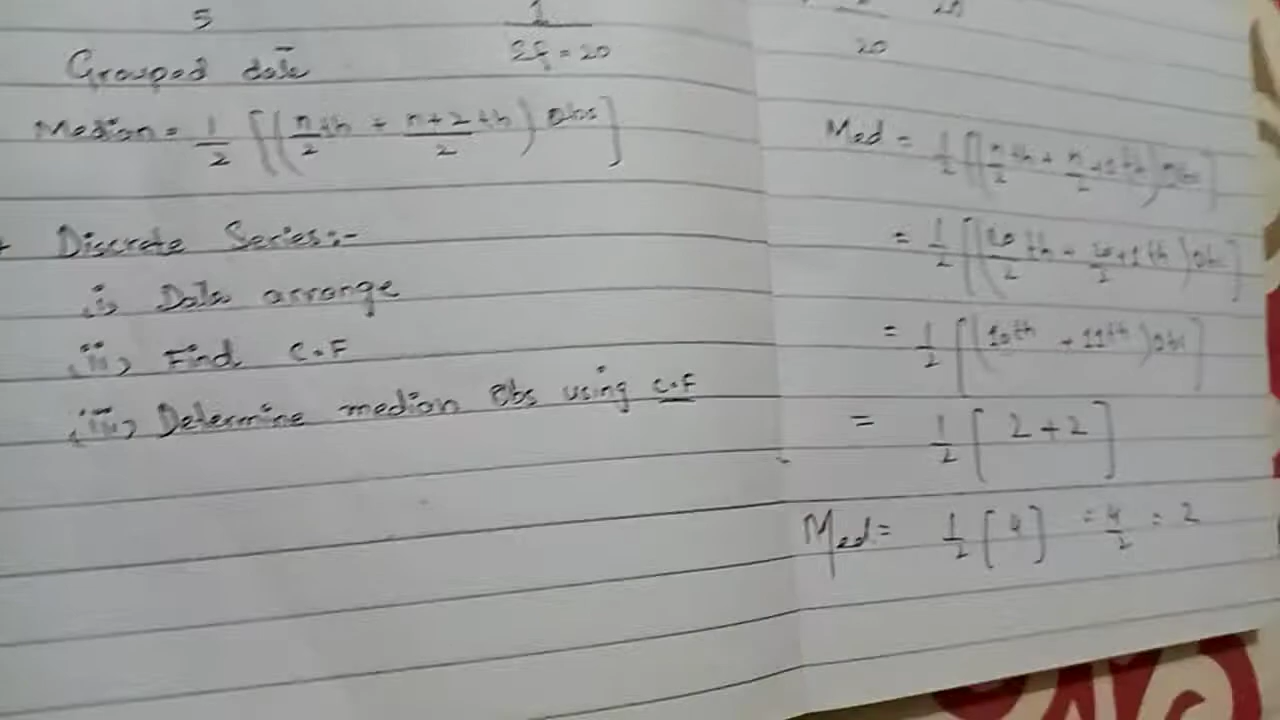 5
1
Σf = 20
Grouped data
Median = 1/2 [(n/2 th + n+2/2 th) Obs]
Discrete Series:-
i) Data arrange
ii) Find C.F
iii) Determine median Obs using C.F
20
20
Med = 1/2 [(n/2 th + n/2 +1 th) Obs]
= 1/2 [(20/2 th + 20/2 +1 th) Obs]
= 1/2 [(10th + 11th) Obs]
= 1/2 [2+2]
Med = 1/2 [4] = 4/2 = 2